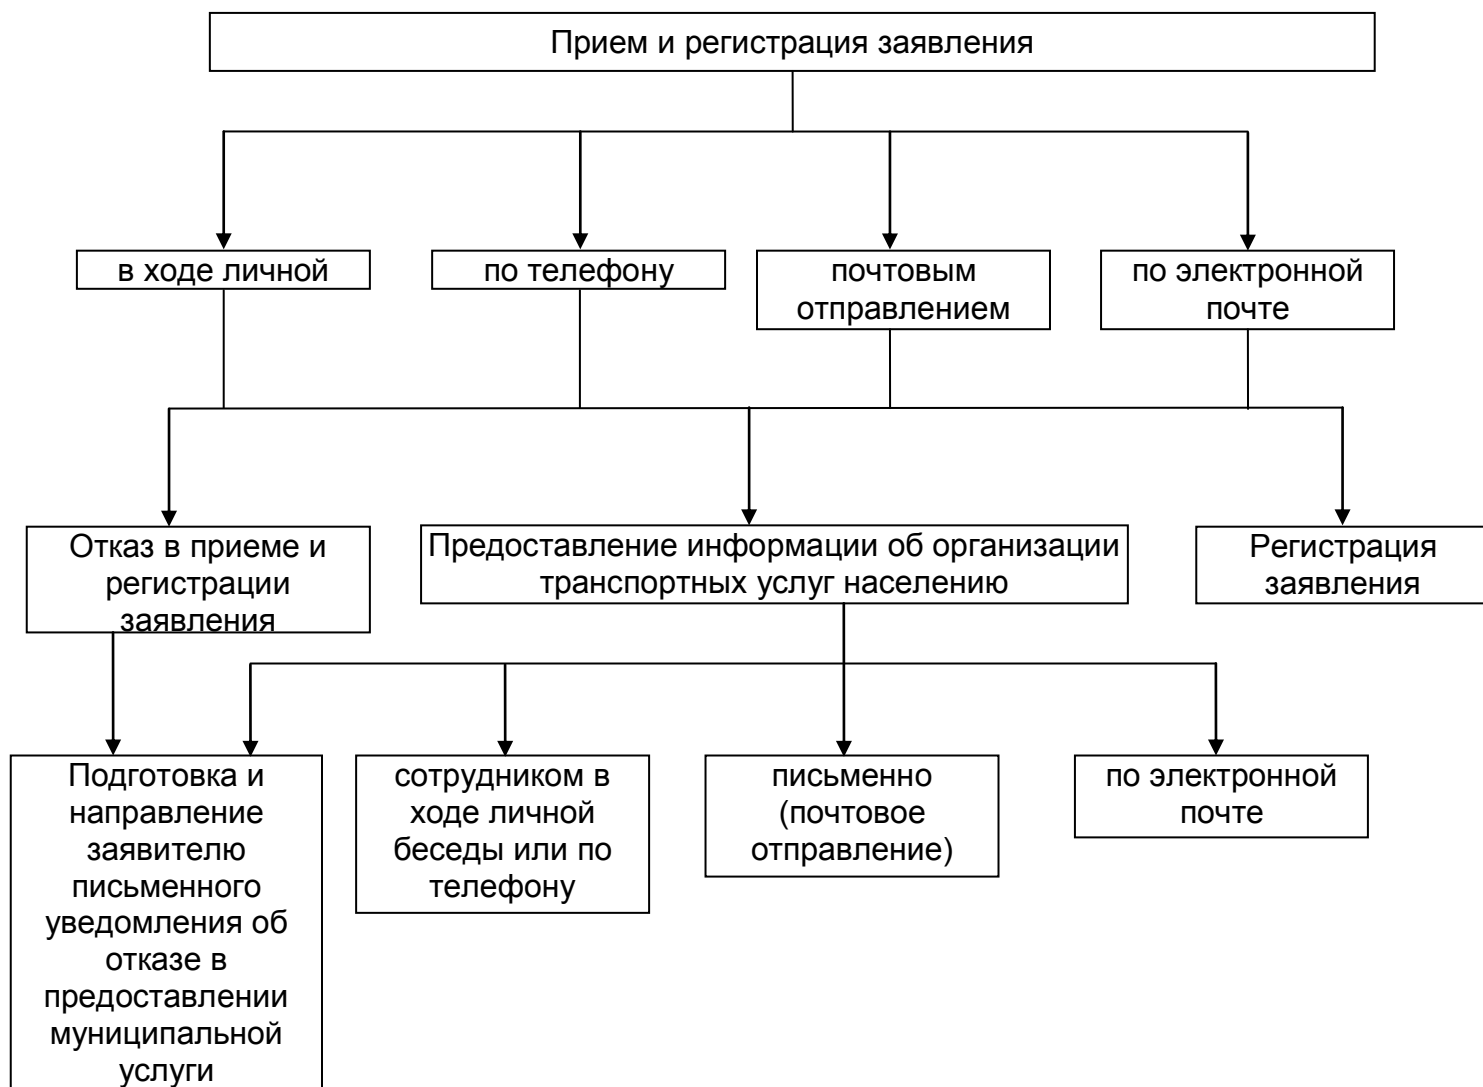 Прием и регистрация заявления
в ходе личной
по телефону
почтовым
отправлением
по электронной
почте
Отказ в приеме и
регистрации
заявления
Предоставление информации об организации
транспортных услуг населению
Регистрация
заявления
Подготовка и
направление
заявителю
письменного
уведомления об
отказе в
предоставлении
муниципальной
услуги
сотрудником в
ходе личной
беседы или по
телефону
письменно
(почтовое
отправление)
по электронной
почте